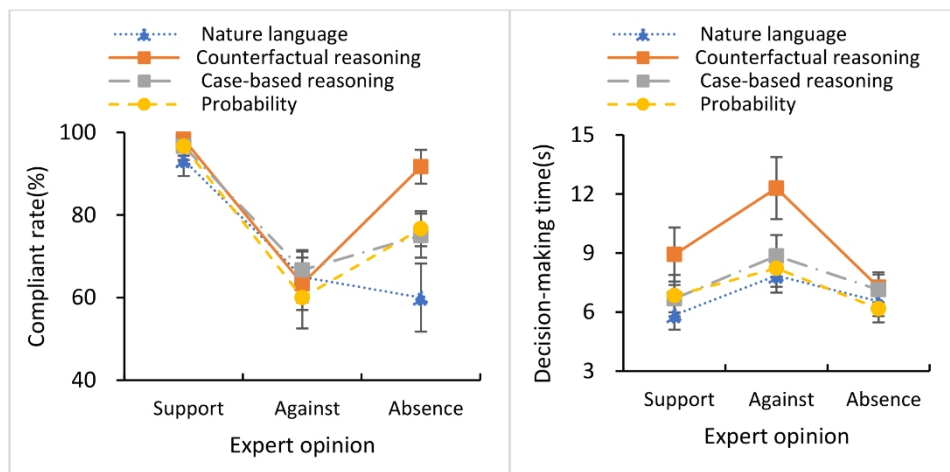 Nature language
Counterfactual reasoning
Case-based reasoning
Probability
100
80
60
40
Compliant rate(%)
Support
Against
Absence
Expert opinion
Nature language
Counterfactual reasoning
Case-based reasoning
Probability
15
12
9
6
3
Decision-making time(s)
Support
Against
Absence
Expert opinion